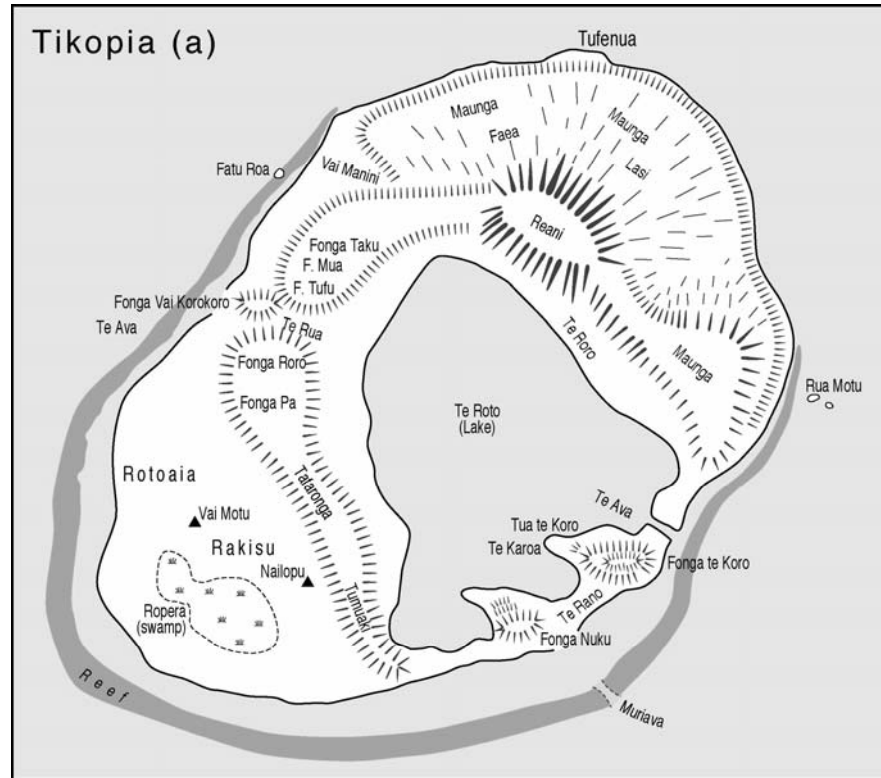 Tikopia (a)
Tufenua
Maunga
Faea
Maunga
Lasi
Fatu Roa
Vai Manini
Reani
Fonga Taku
F. Mua
F. Tufu
Fonga Vai Korokoro
Te Ava
Te Rua
Te Roro
Fonga Roro
Maunga
Rua Motu
Fonga Pa
Te Roto
(Lake)
Rotoaia
Tataronga
Vai Motu
Te Ava
Tua te Koro
Rakisu
Te Karoa
Fonga te Koro
Nailopu
Tumuaki
Te Rano
Ropera
(swamp)
Fonga Nuku
Reef
Muriava